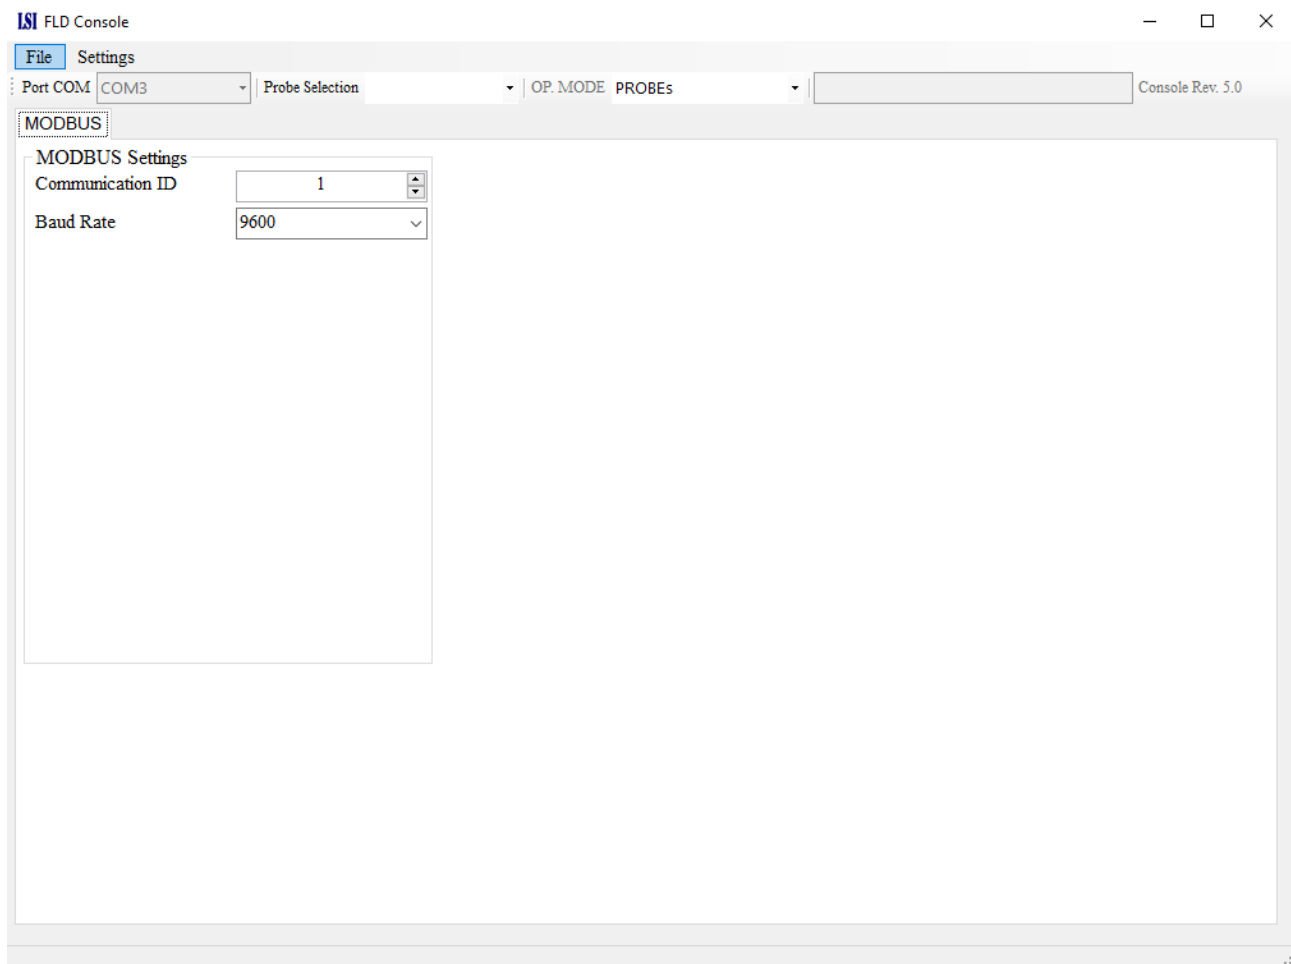 LSI FLD Console
File Settings
Port COM COM3 Probe Selection OP. MODE PROBEs Console Rev. 5.0
MODBUS
MODBUS Settings
Communication ID 1
Baud Rate 9600